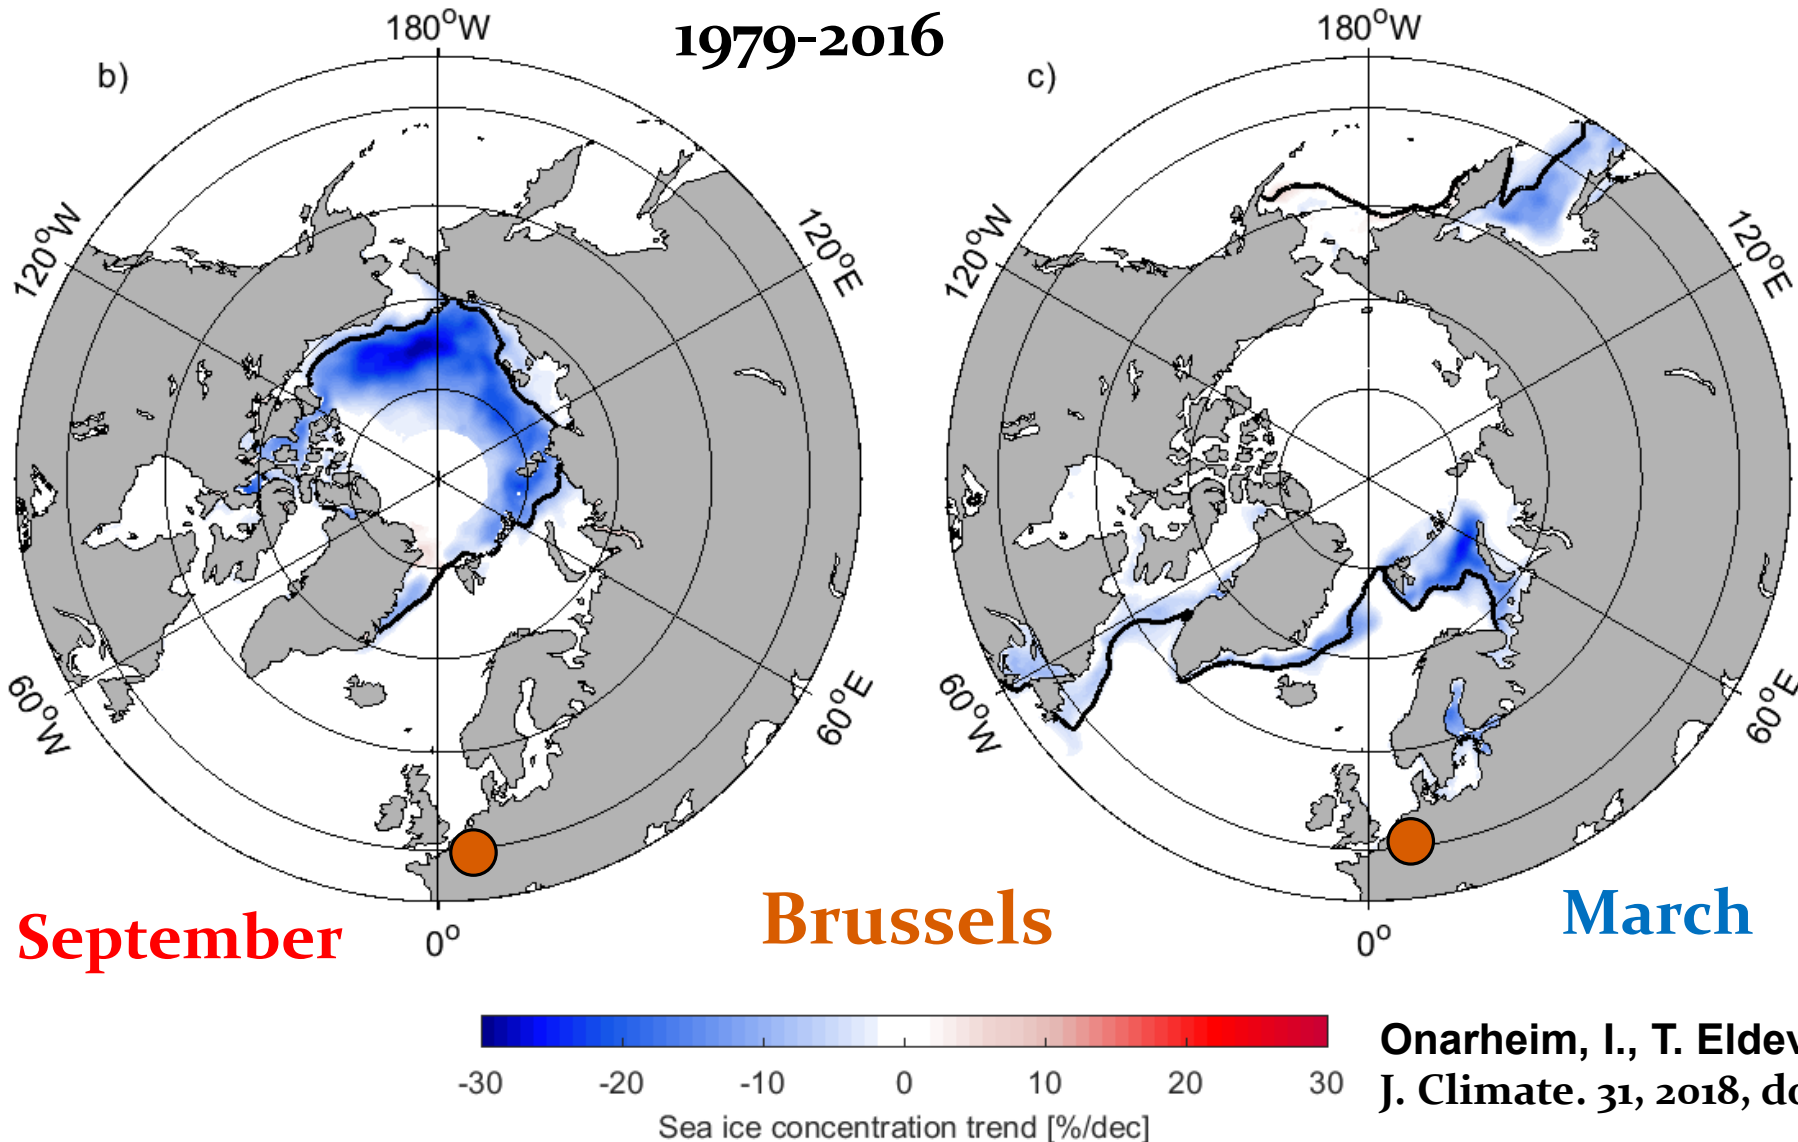 1979-2016
b)
180°W
120°W
120°E
60°W
60°E
0°
September
Brussels
c)
180°W
120°W
120°E
60°W
60°E
0°
March
-30 -20 -10 0 10 20 30
Sea ice concentration trend [%/dec]
Onarheim, I., T. Eldev
J. Climate. 31, 2018, do